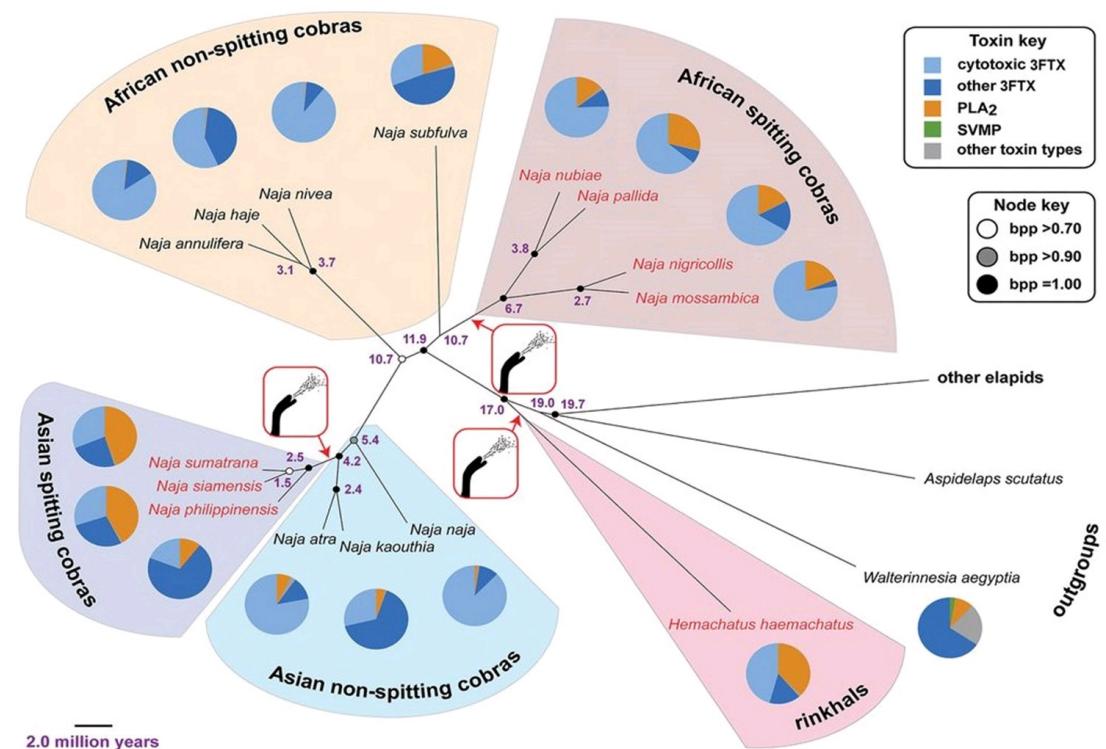 African non-spitting cobras
Naja subfulva
Naja nivea
Naja haje
Naja annulifera
3.1
3.7
African spitting cobras
Naja nubiae
Naja pallida
3.8
Naja nigricollis
Naja mossambica
6.7
2.7
Toxin key
cytotoxic 3FTX
other 3FTX
PLA2
SVMP
other toxin types
Node key
bpp >0.70
bpp >0.90
bpp =1.00
11.9
10.7
10.7
17.0
19.0
19.7
other elapids
Aspidelaps scutatus
Walterinnesia aegyptia
outgroups
Hemachatus haemachatus
rinkhals
Asian spitting cobras
Naja sumatrana
Naja siamensis
Naja philippinensis
2.5
1.5
5.4
4.2
2.4
Naja atra
Naja kaouthia
Naja naja
Asian non-spitting cobras
2.0 million years